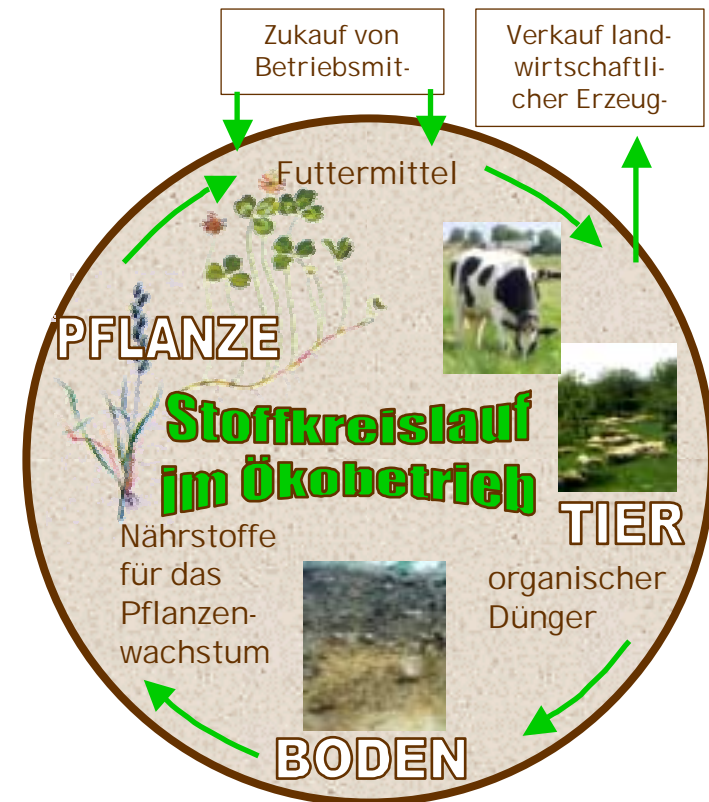 Zukauf von
Betriebsmit-
Verkauf land-
wirtschaftli-
cher Erzeug-
Futtermittel
PFLANZE
Stoffkreislauf
im Ökobetrieb
TIER
Nährstoffe
für das
Pflanzen-
wachstum
organischer
Dünger
BODEN